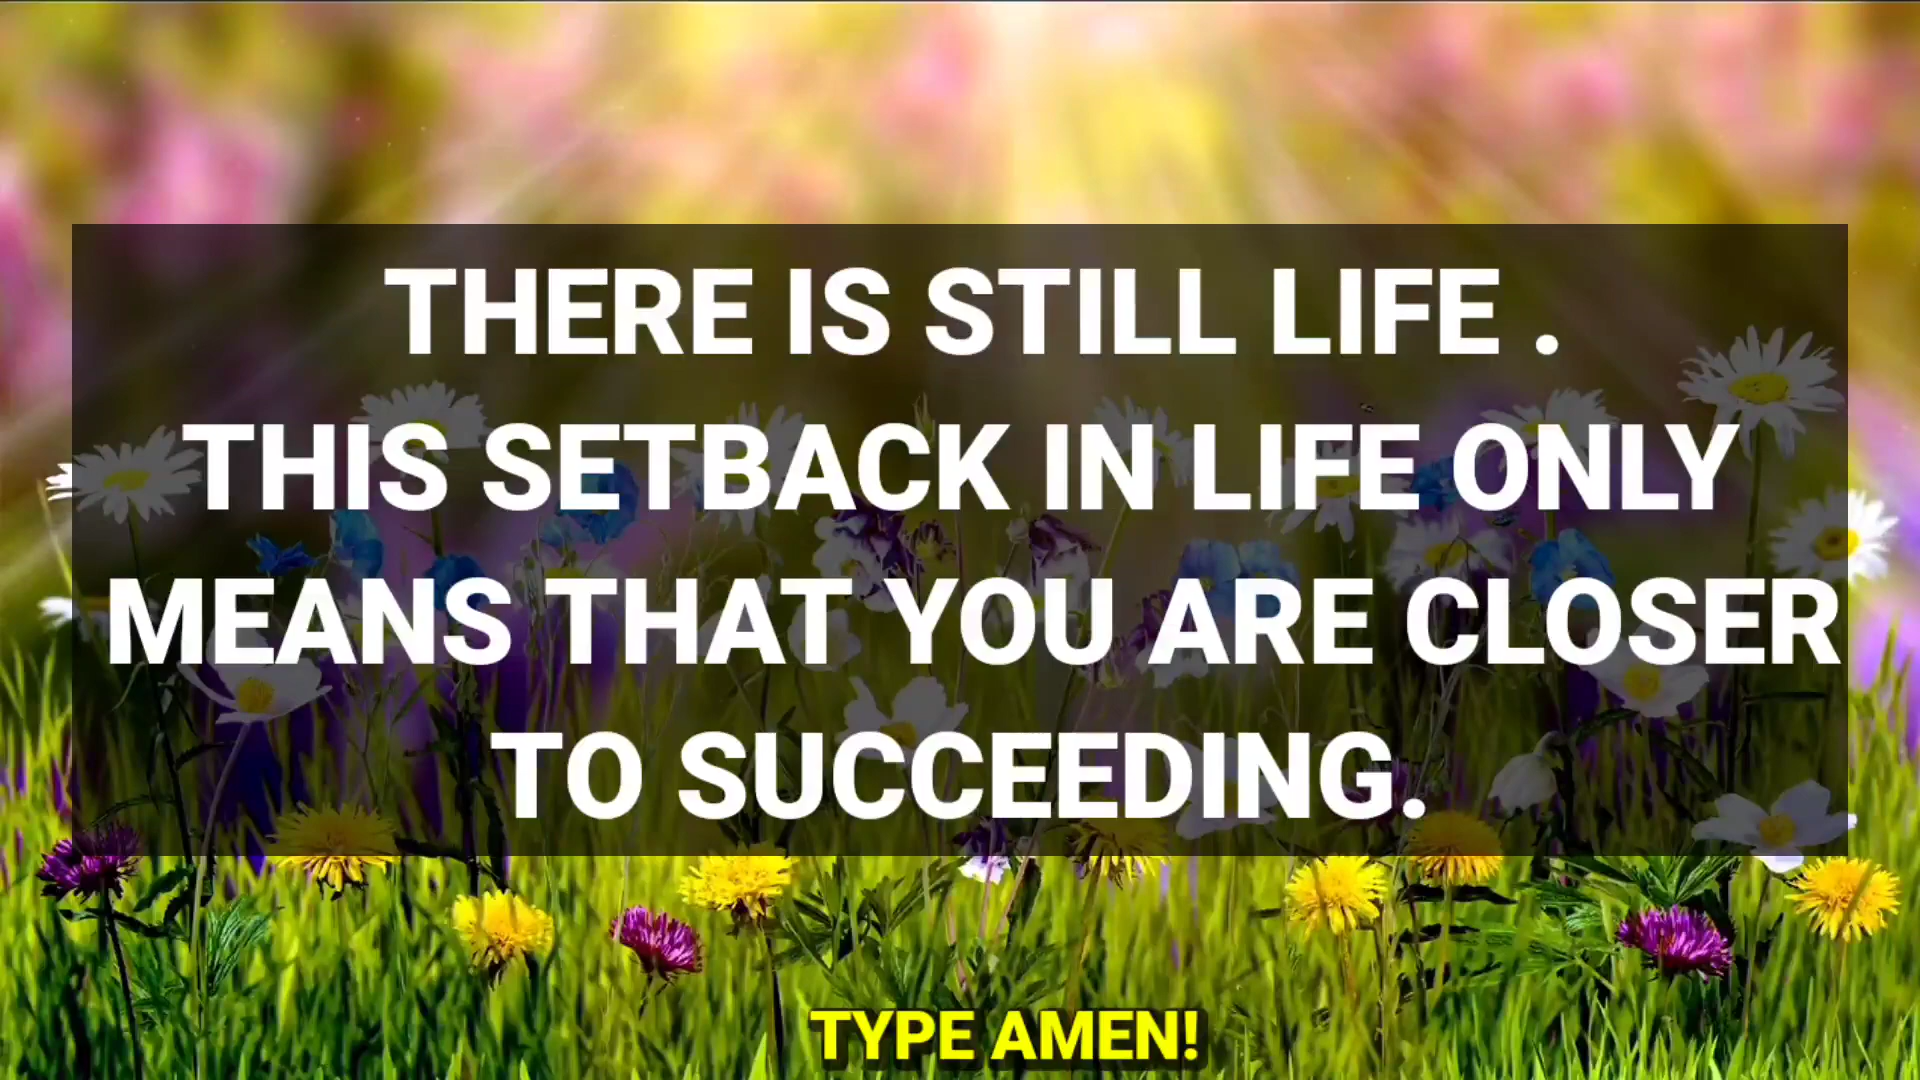 THERE IS STILL LIFE .
THIS SETBACK IN LIFE ONLY
MEANS THAT YOU ARE CLOSER
TO SUCCEEDING.
TYPE AMEN!